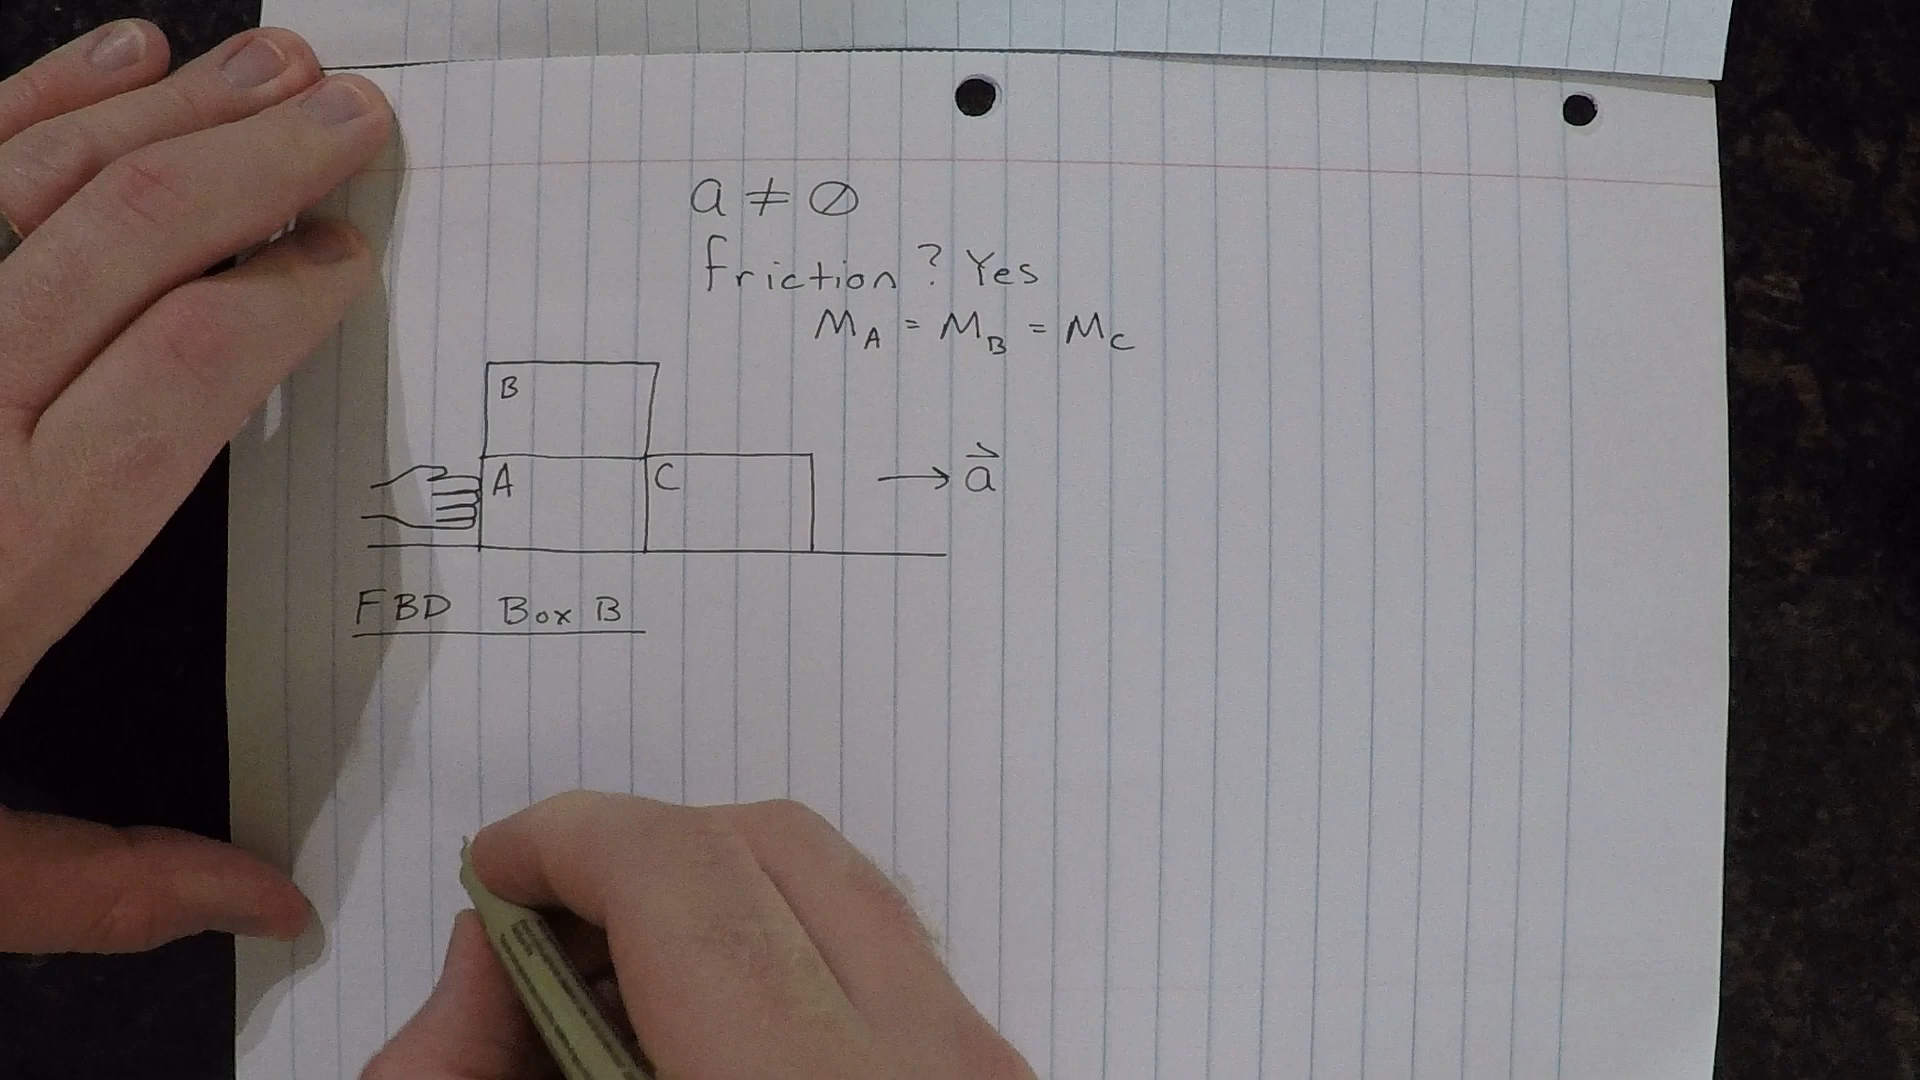 a ≠ ∅
friction? Yes
M_A = M_B = M_C
B
A C → a⃗
FBD Box B